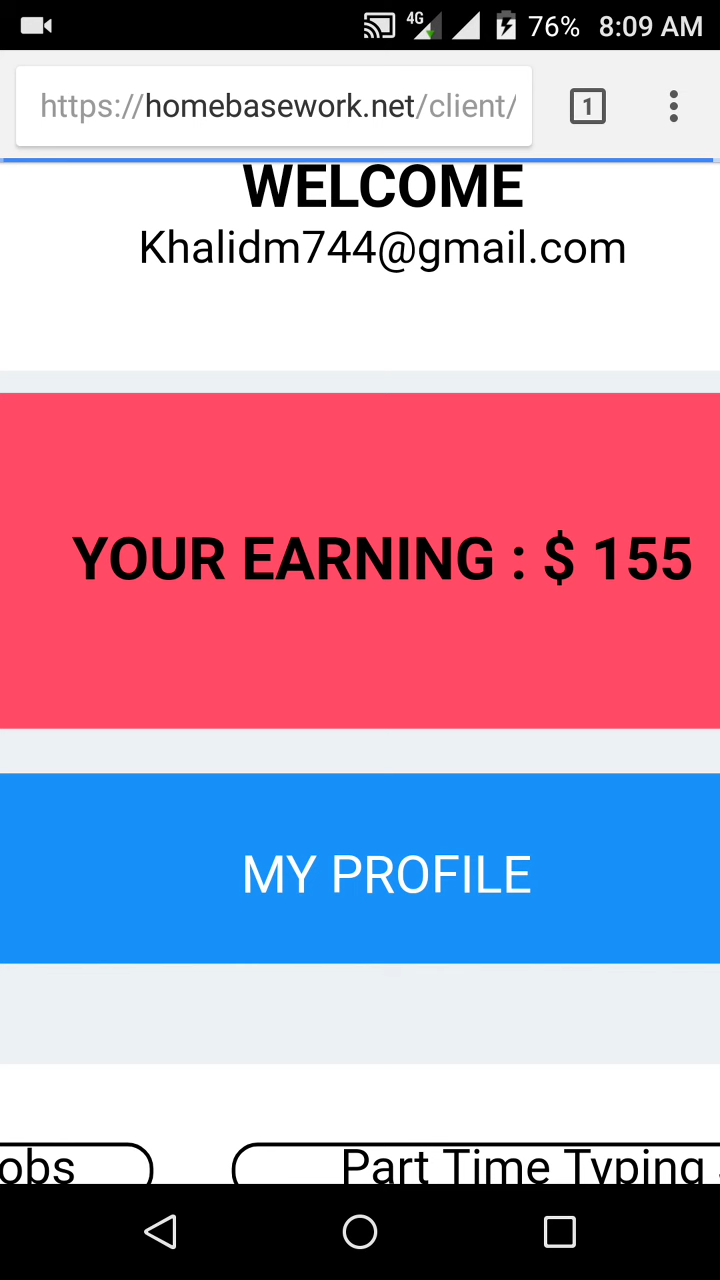 4G 76% 8:09 AM
https://homebasework.net/client/
1
WELCOME
Khalidm744@gmail.com
YOUR EARNING : $ 155
MY PROFILE
obs
Part Time Typing